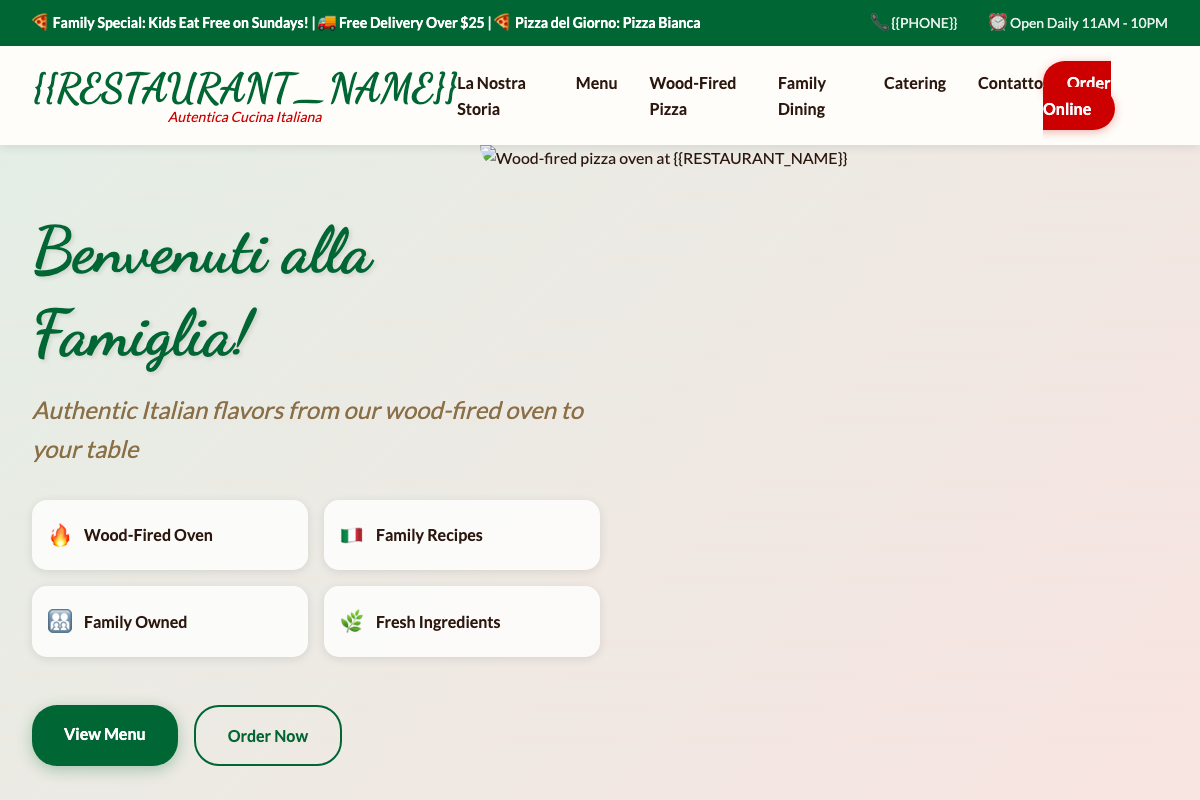 Family Special: Kids Eat Free on Sundays! | Free Delivery Over $25 | Pizza del Giorno: Pizza Bianca
{{PHONE}}
Open Daily 11AM - 10PM
{{RESTAURANT_NAME}}
Autentica Cucina Italiana
La Nostra Storia
Menu
Wood-Fired Pizza
Family Dining
Catering
Contatto
Order Online
Wood-fired pizza oven at {{RESTAURANT_NAME}}
Benvenuti alla
Famiglia!
Authentic Italian flavors from our wood-fired oven to
your table
Wood-Fired Oven
Family Recipes
Family Owned
Fresh Ingredients
View Menu
Order Now